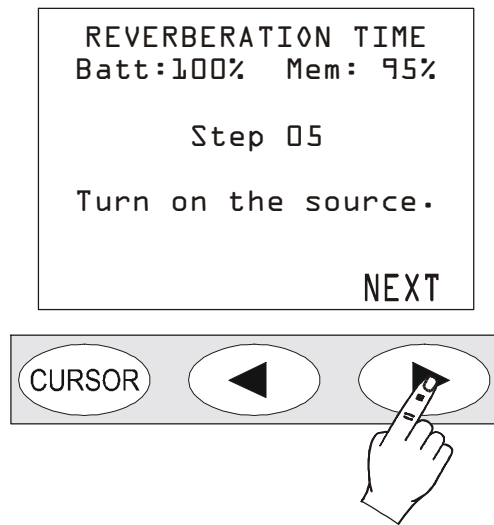 REVERBERATION TIME
Batt:100% Mem: 95%
Step 05
Turn on the source.
NEXT
CURSOR